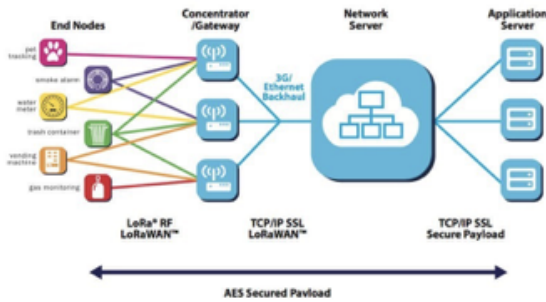 End Nodes
Concentrator
/Gateway
Network
Server
Application
Server
pet
tracking
smoke alarm
water
meter
trash container
vending
machine
gas monitoring
3G/
Ethernet
Backhaul
LoRa® RF
LoRaWAN™
TCP/IP SSL
LoRaWAN™
TCP/IP SSL
Secure Payload
AES Secured Payload